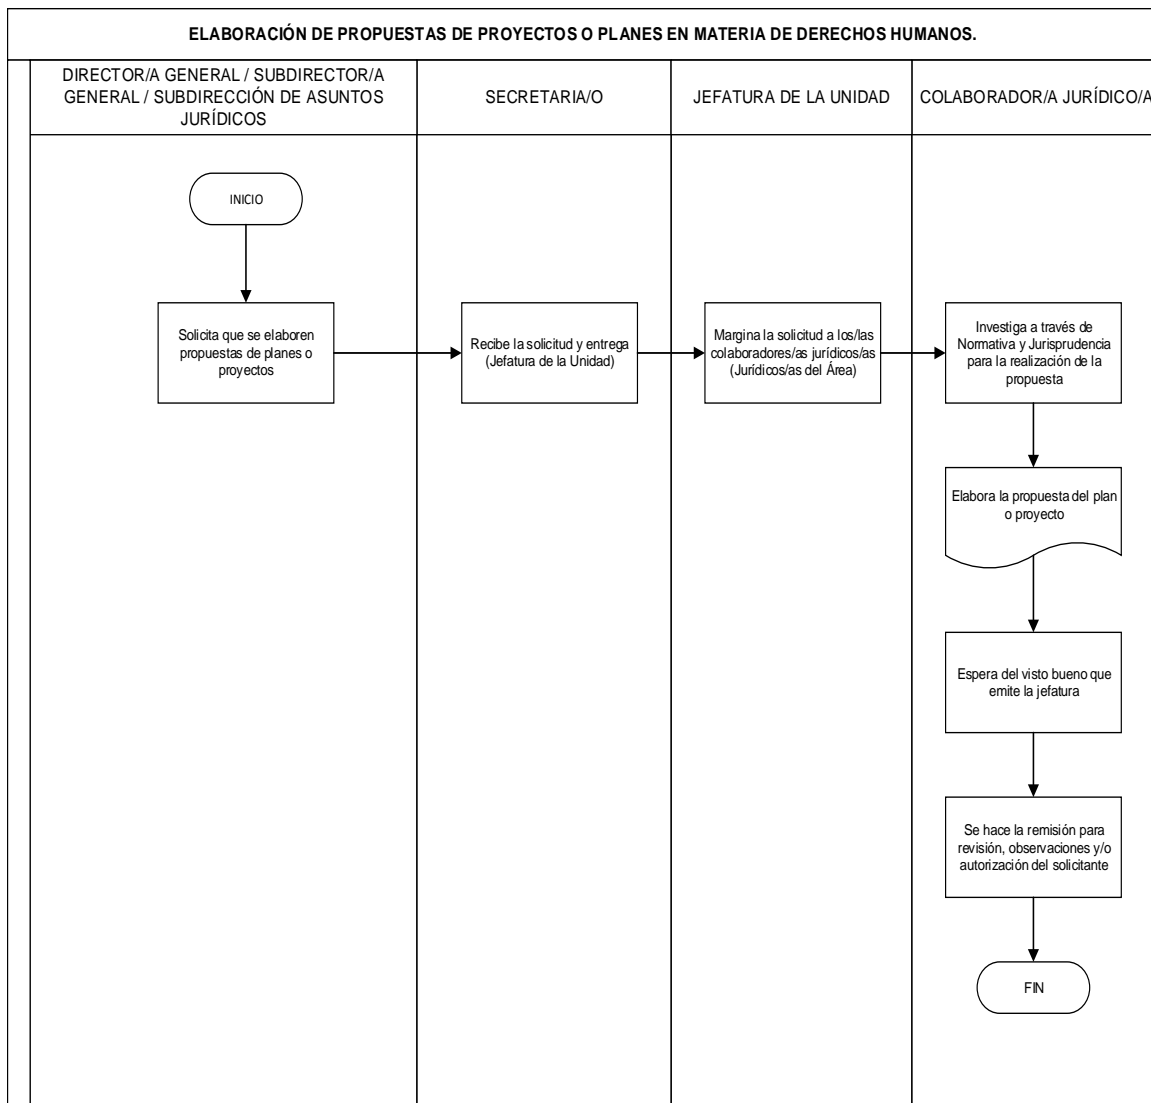 ELABORACIÓN DE PROPUESTAS DE PROYECTOS O PLANES EN MATERIA DE DERECHOS HUMANOS.
DIRECTOR/A GENERAL / SUBDIRECTOR/A
GENERAL / SUBDIRECCIÓN DE ASUNTOS
JURÍDICOS
SECRETARIA/O
JEFATURA DE LA UNIDAD
COLABORADOR/A JURÍDICO/A
INICIO
Solicita que se elaboren
propuestas de planes o
proyectos
Recibe la solicitud y entrega
(Jefatura de la Unidad)
Margina la solicitud a los/las
colaboradores/as jurídicos/as
(Jurídicos/as del Área)
Investiga a través de
Normativa y Jurisprudencia
para la realización de la
propuesta
Elabora la propuesta del plan
o proyecto
Espera del visto bueno que
emite la jefatura
Se hace la remisión para
revisión, observaciones y/o
autorización del solicitante
FIN